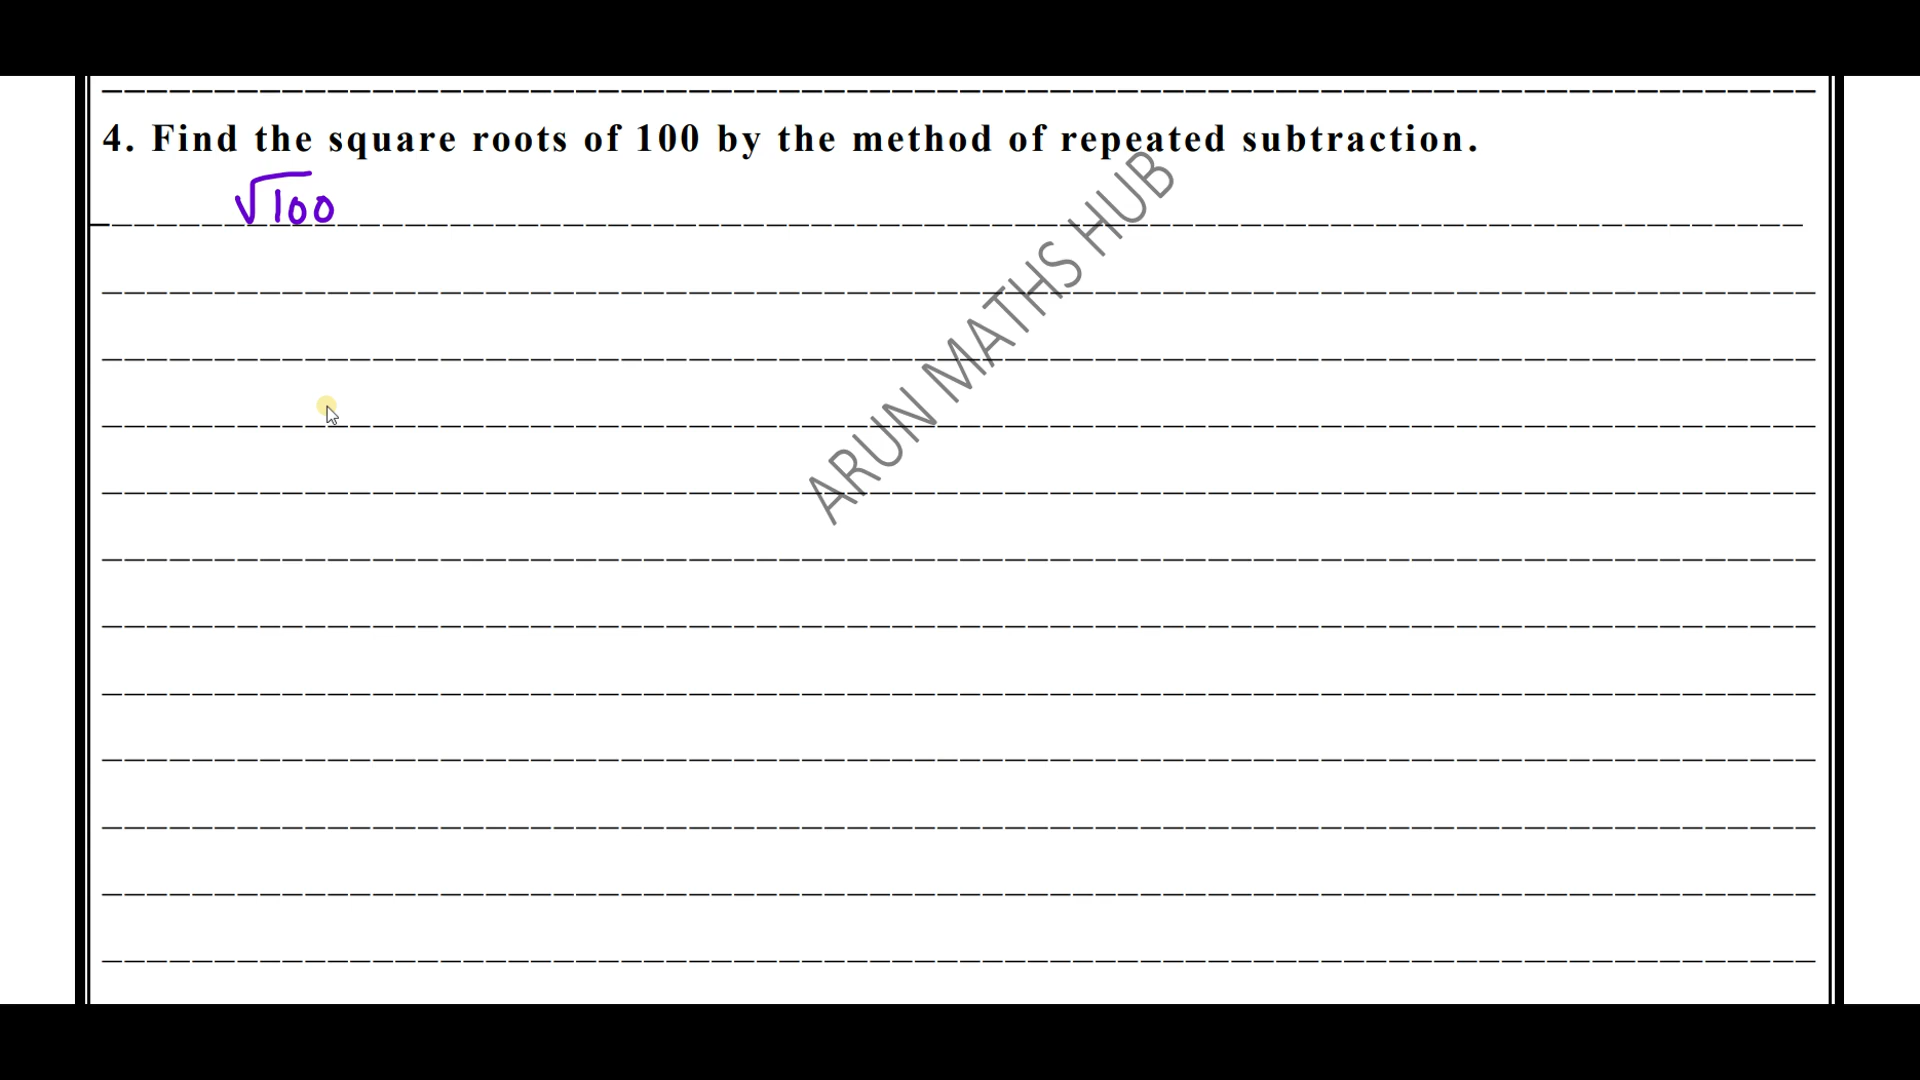 4. Find the square roots of 100 by the method of repeated subtraction.
√100
ARUN MATHS HUB